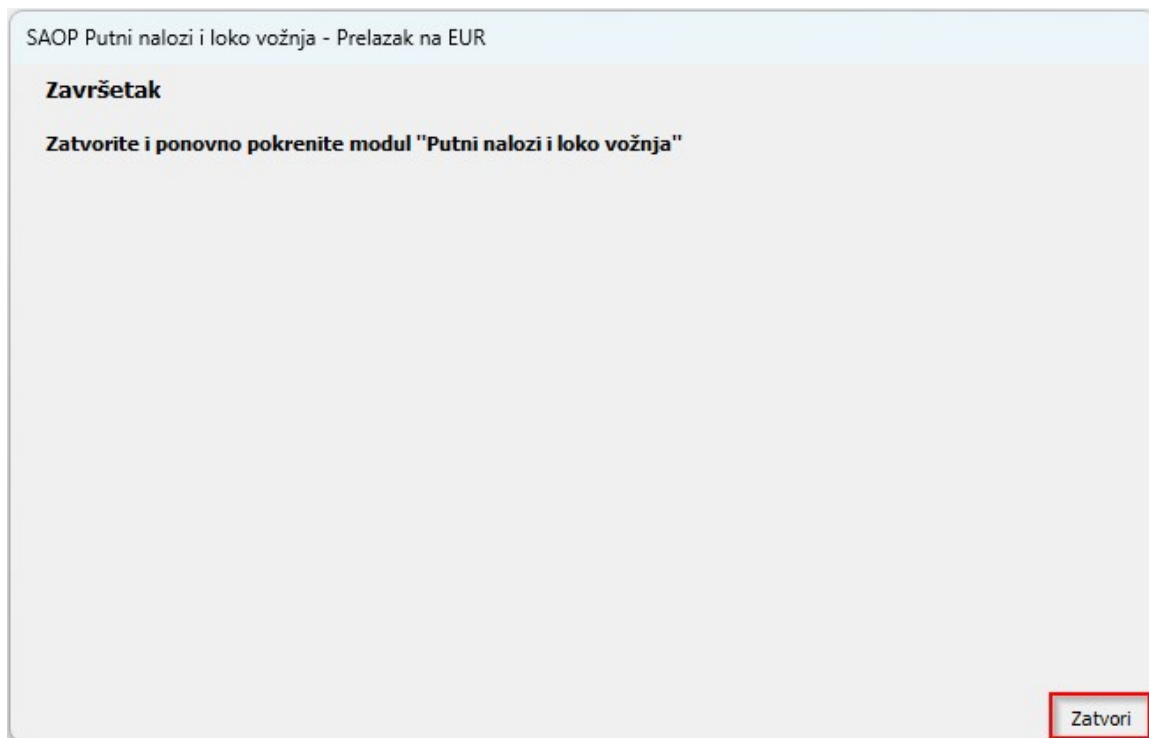 SAOP Putni nalozi i loko vožnja - Prelazak na EUR
Završetak
Zatvorite i ponovno pokrenite modul "Putni nalozi i loko vožnja"
Zatvori